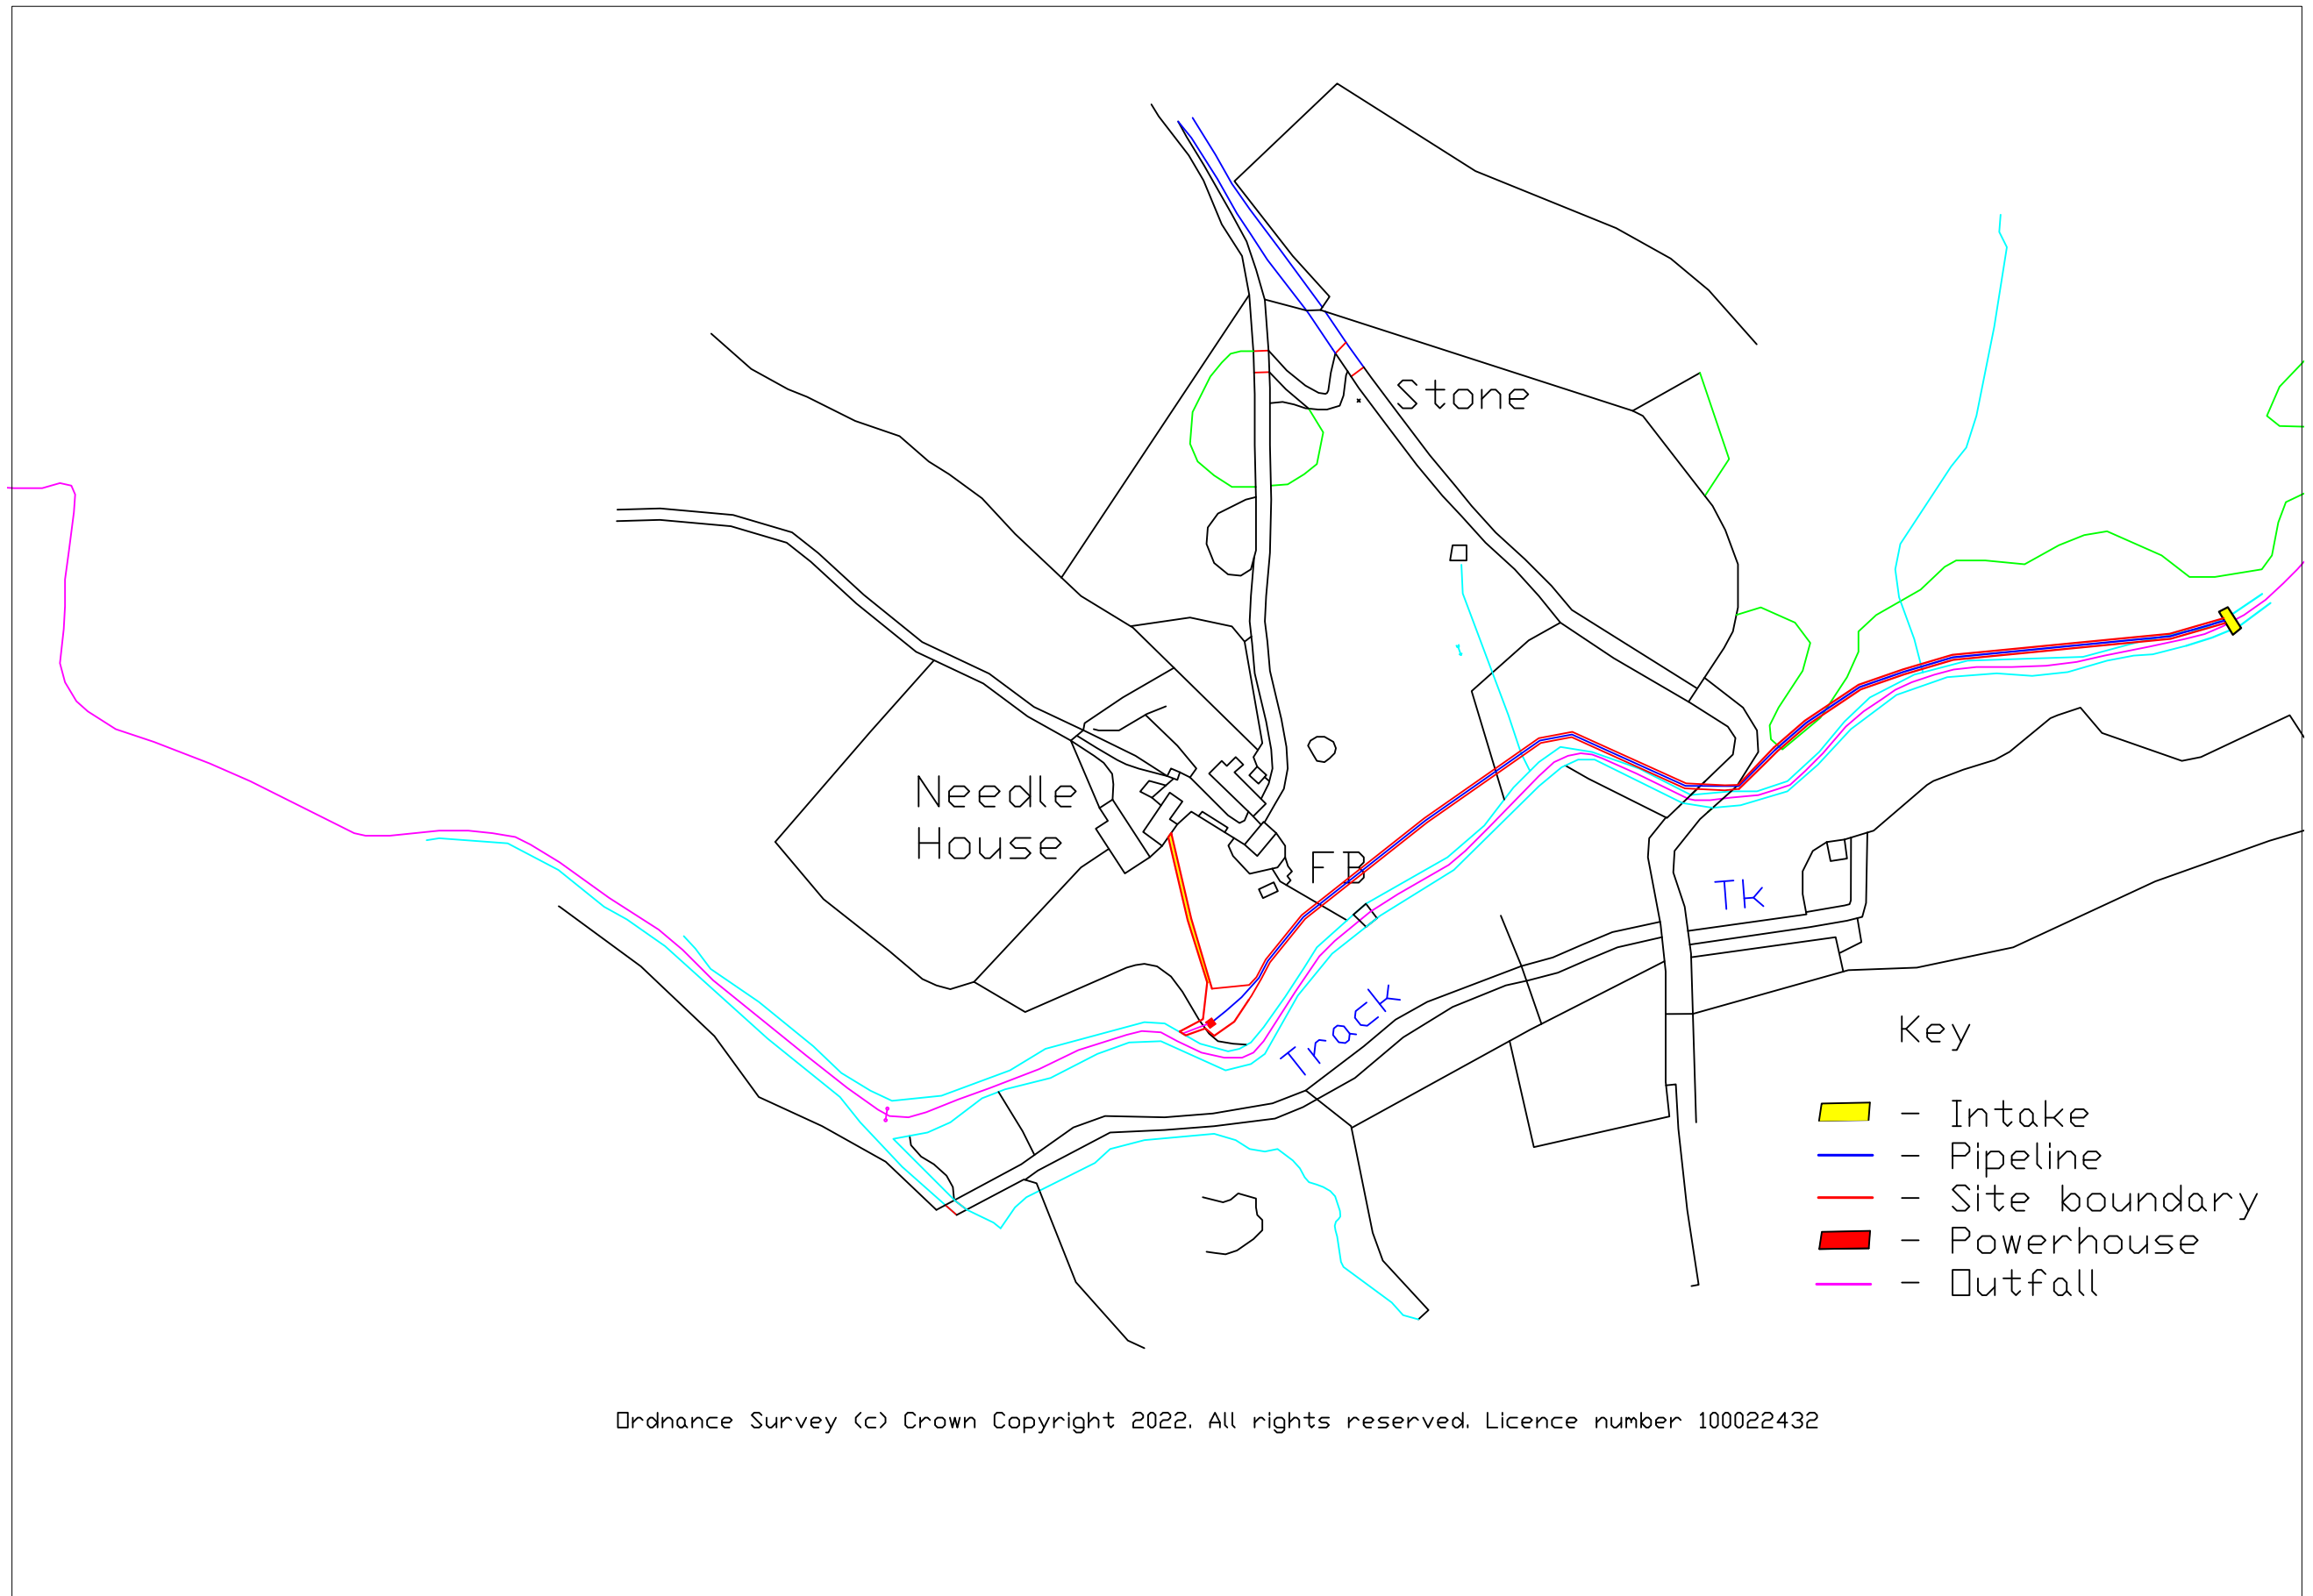 Stone
Needle
House
FB
Tk
Track
Key
- Intake
- Pipeline
- Site boundary
- Powerhouse
- Outfall
Ordnance Survey (c) Crown Copyright 2022. All rights reserved. Licence number 100022432